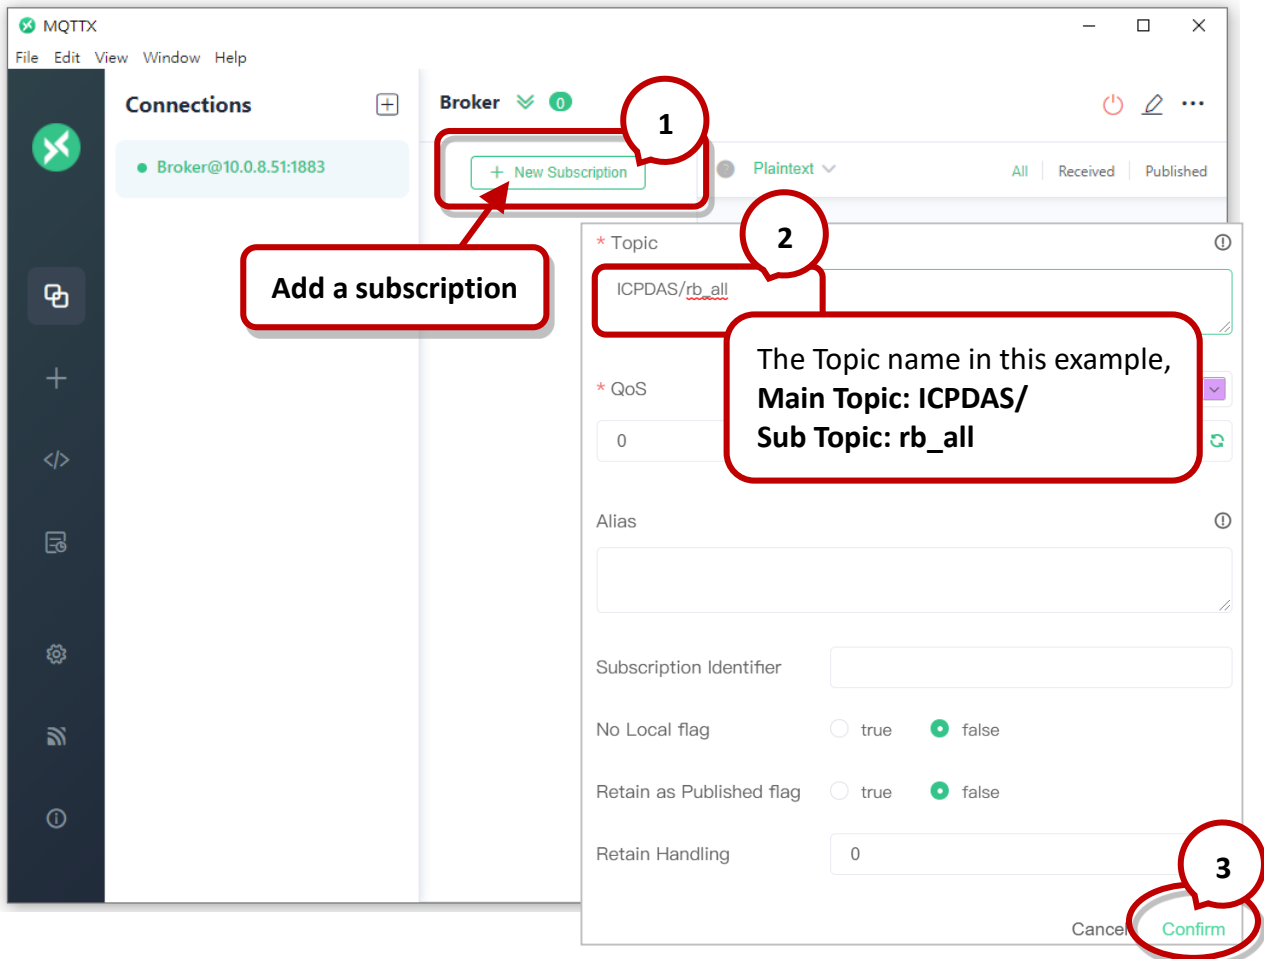 MQTTX
File Edit View Window Help
Connections
Broker 0
1
Broker@10.0.8.51:1883
+ New Subscription
Plaintext
All Received Published
Add a subscription
* Topic
2
ICPDAS/rb_all
The Topic name in this example,
Main Topic: ICPDAS/
Sub Topic: rb_all
* QoS
0
Alias
Subscription Identifier
No Local flag true false
Retain as Published flag true false
Retain Handling 0
3
Cancel Confirm